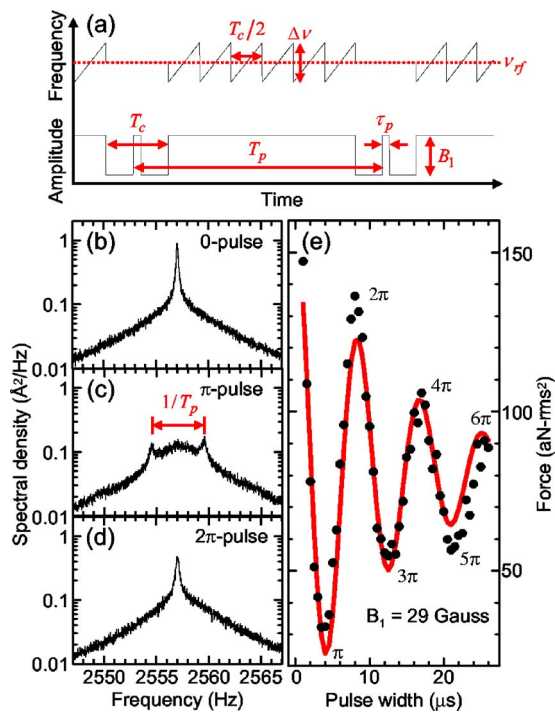 (a)
Frequency
T_c/2
Δν
ν_rf
Amplitude
T_c
T_p
τ_p
B_1
Time
(b)
0-pulse
1
0.1
0.01
(c)
π-pulse
1/T_p
1
0.1
0.01
(d)
2π-pulse
1
0.1
0.01
Spectral density (Å²/Hz)
2550 2555 2560 2565
Frequency (Hz)
(e)
2π
4π
6π
3π
5π
π
B_1 = 29 Gauss
150
100
50
Force (aN-rms²)
0 10 20
Pulse width (μs)